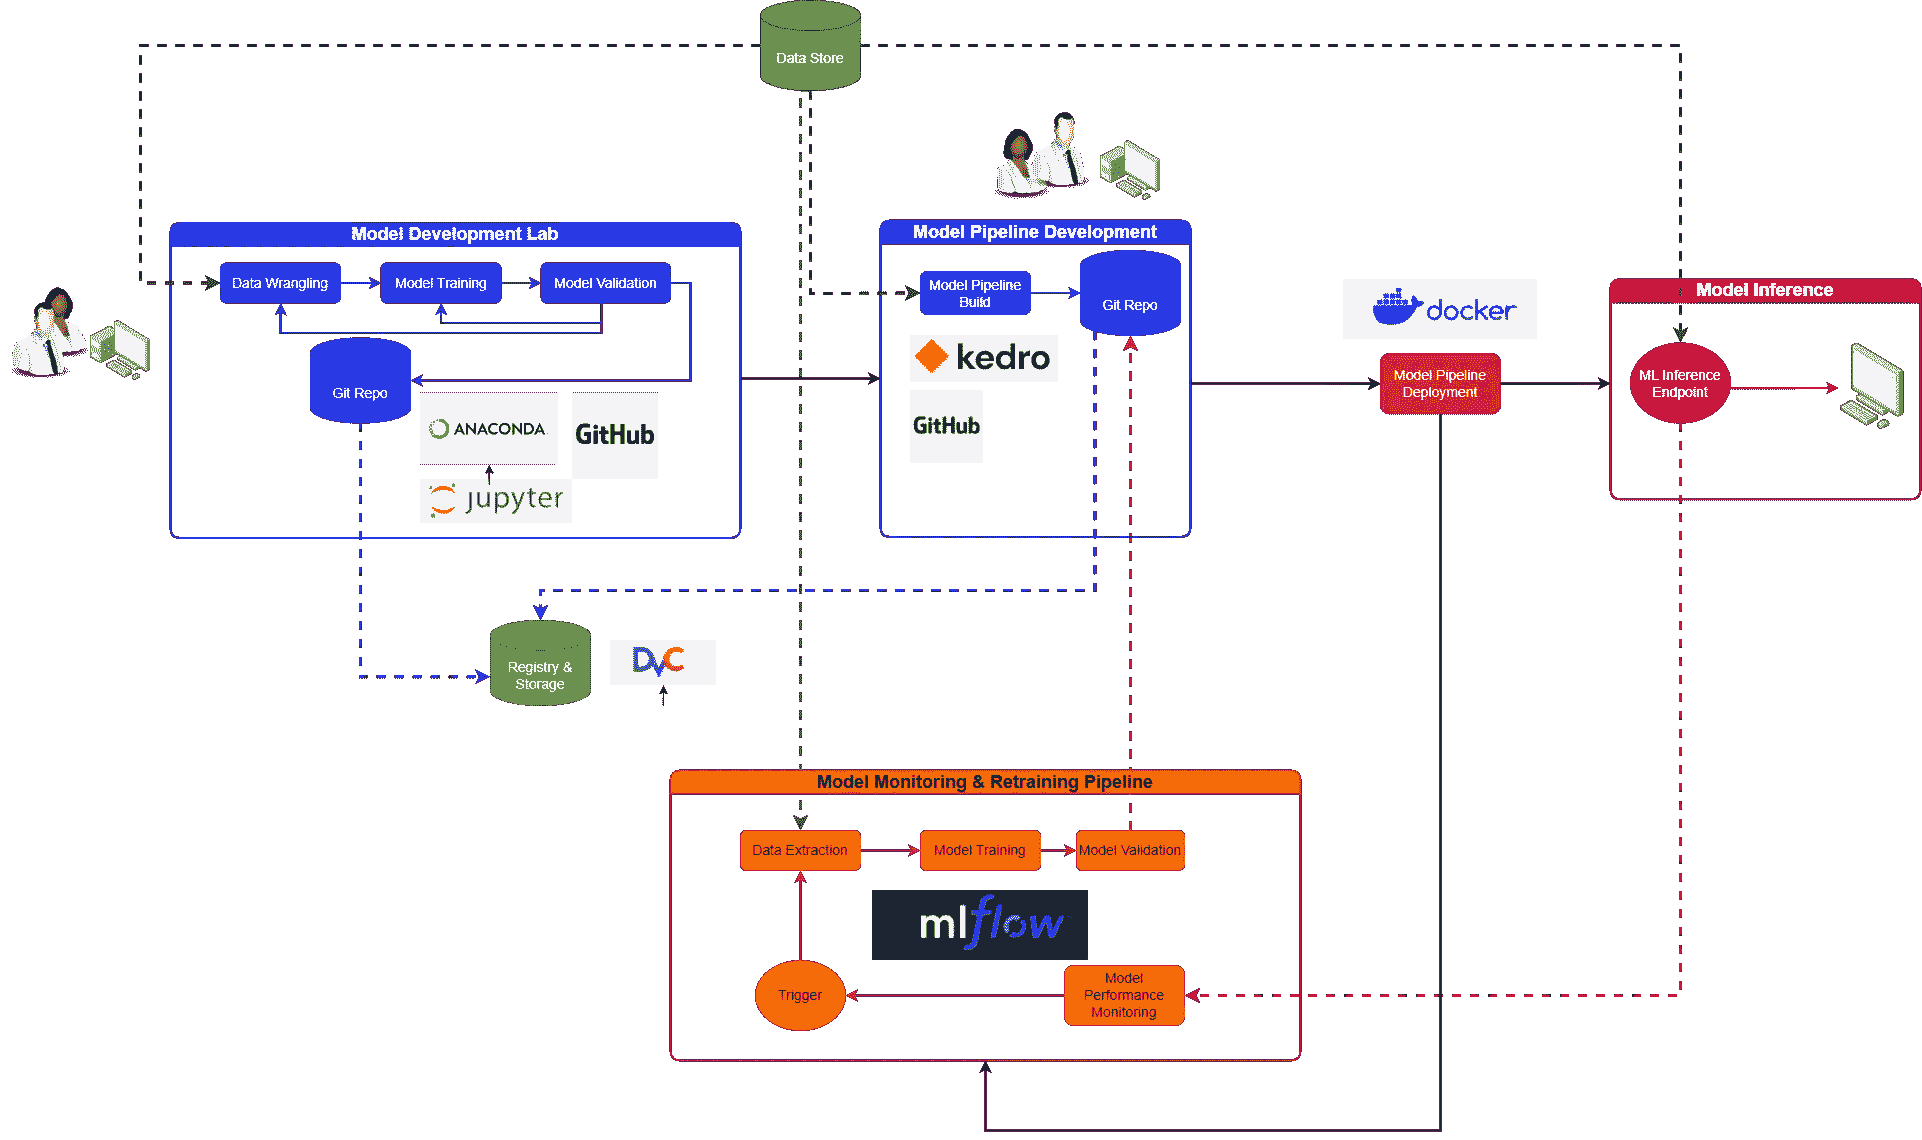 Data Store
Model Development Lab
Data Wrangling
Model Training
Model Validation
Git Repo
ANACONDA
GitHub
jupyter
Model Pipeline Development
Model Pipeline
Build
Git Repo
kedro
GitHub
docker
Model Pipeline
Deployment
Model Inference
ML Inference
Endpoint
Registry &
Storage
DVC
Model Monitoring & Retraining Pipeline
Data Extraction
Model Training
Model Validation
mlflow
Trigger
Model
Performance
Monitoring